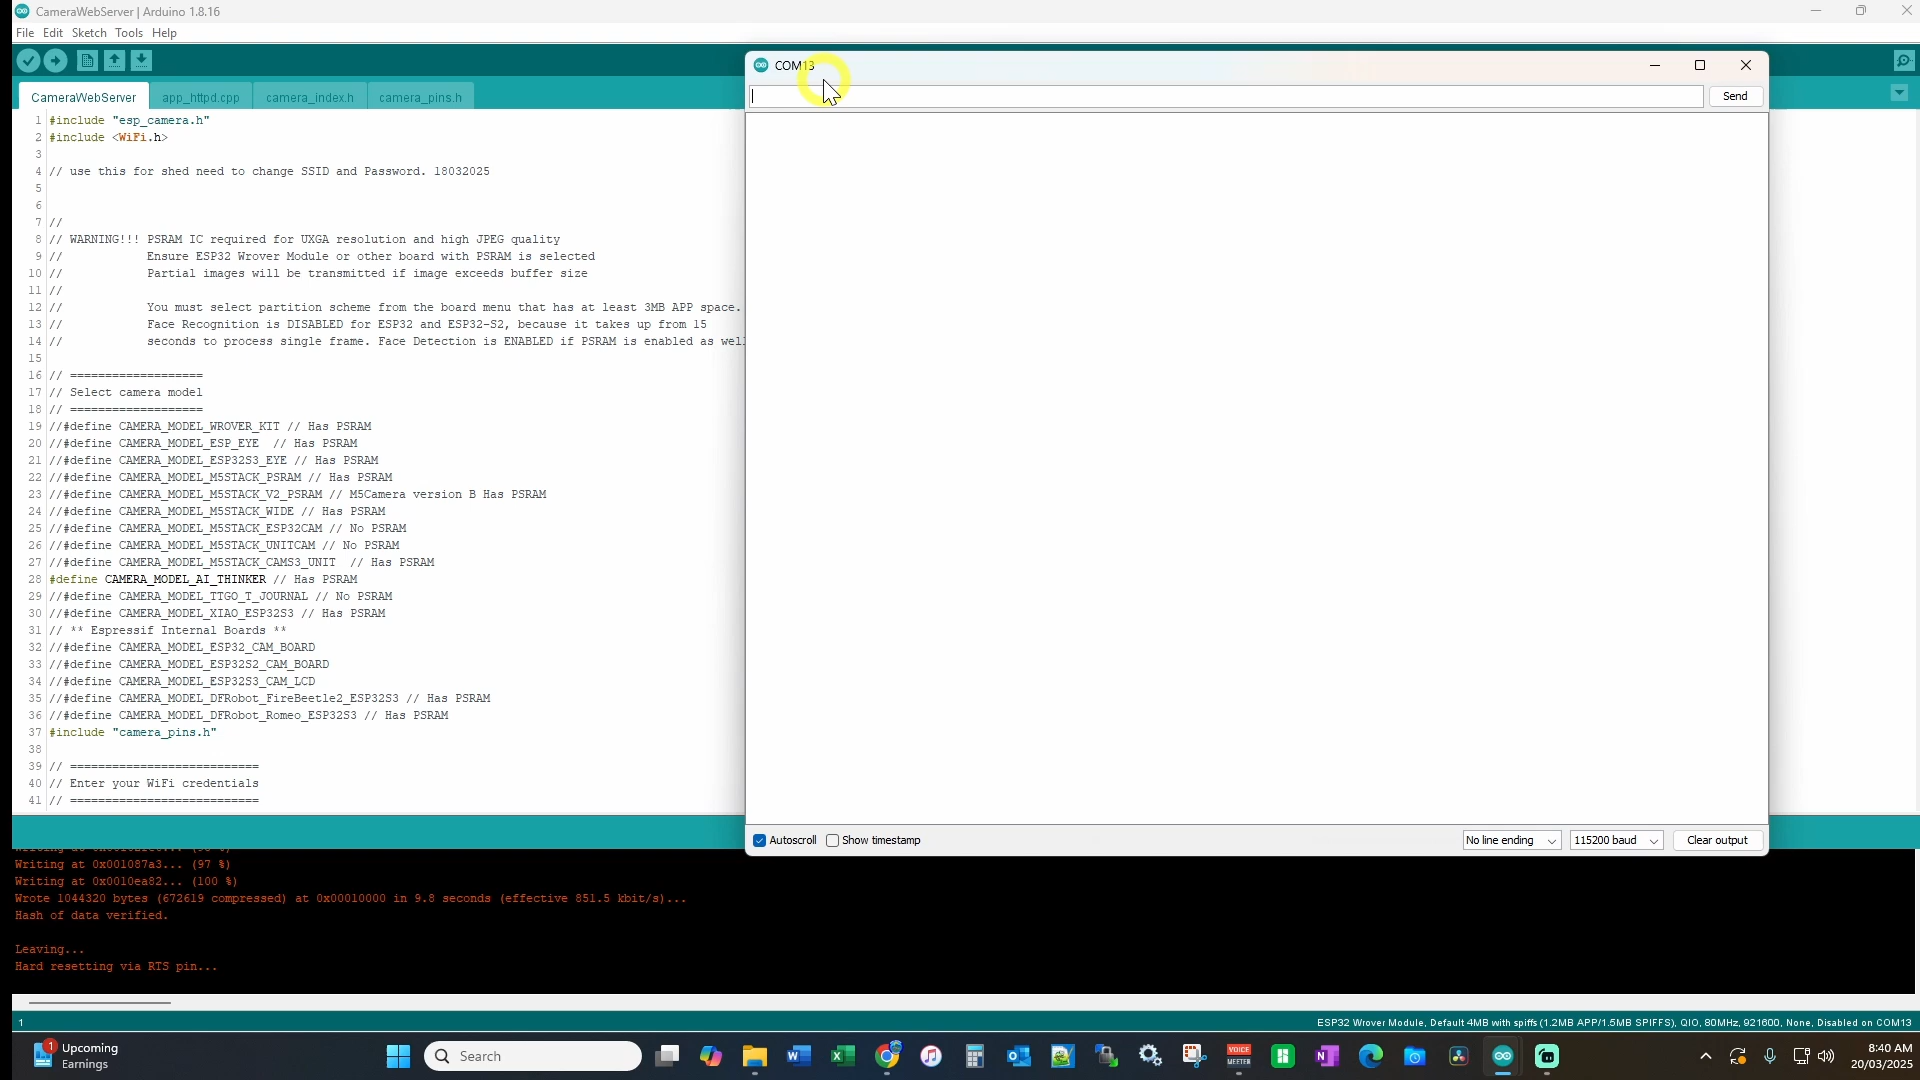 CameraWebServer | Arduino 1.8.16
File Edit Sketch Tools Help
CameraWebServer app_httpd.cpp camera_index.h camera_pins.h
1 #include "esp_camera.h"
2 #include <WiFi.h>
3
4 // use this for shed need to change SSID and Password. 18032025
5
6
7 //
8 // WARNING!!! PSRAM IC required for UXGA resolution and high JPEG quality
9 // Ensure ESP32 Wrover Module or other board with PSRAM is selected
10 // Partial images will be transmitted if image exceeds buffer size
11 //
12 // You must select partition scheme from the board menu that has at least 3MB APP space.
13 // Face Recognition is DISABLED for ESP32 and ESP32-S2, because it takes up from 15
14 // seconds to process single frame. Face Detection is ENABLED if PSRAM is enabled as well
15
16 // ===================
17 // Select camera model
18 // ===================
19 //#define CAMERA_MODEL_WROVER_KIT // Has PSRAM
20 //#define CAMERA_MODEL_ESP_EYE // Has PSRAM
21 //#define CAMERA_MODEL_ESP32S3_EYE // Has PSRAM
22 //#define CAMERA_MODEL_M5STACK_PSRAM // Has PSRAM
23 //#define CAMERA_MODEL_M5STACK_V2_PSRAM // M5Camera version B Has PSRAM
24 //#define CAMERA_MODEL_M5STACK_WIDE // Has PSRAM
25 //#define CAMERA_MODEL_M5STACK_ESP32CAM // No PSRAM
26 //#define CAMERA_MODEL_M5STACK_UNITCAM // No PSRAM
27 //#define CAMERA_MODEL_M5STACK_CAMS3_UNIT // Has PSRAM
28 #define CAMERA_MODEL_AI_THINKER // Has PSRAM
29 //#define CAMERA_MODEL_TTGO_T_JOURNAL // No PSRAM
30 //#define CAMERA_MODEL_XIAO_ESP32S3 // Has PSRAM
31 // ** Espressif Internal Boards **
32 //#define CAMERA_MODEL_ESP32_CAM_BOARD
33 //#define CAMERA_MODEL_ESP32S2_CAM_BOARD
34 //#define CAMERA_MODEL_ESP32S3_CAM_LCD
35 //#define CAMERA_MODEL_DFRobot_FireBeetle2_ESP32S3 // Has PSRAM
36 //#define CAMERA_MODEL_DFRobot_Romeo_ESP32S3 // Has PSRAM
37 #include "camera_pins.h"
38
39 // ===========================
40 // Enter your WiFi credentials
41 // ===========================
COM13
Send
Autoscroll Show timestamp No line ending 115200 baud Clear output
Writing at 0x001087a3... (97 %)
Writing at 0x0010ea82... (100 %)
Wrote 1044320 bytes (672619 compressed) at 0x00010000 in 9.8 seconds (effective 851.5 kbit/s)...
Hash of data verified.
Leaving...
Hard resetting via RTS pin...
1 ESP32 Wrover Module, Default 4MB with spiffs (1.2MB APP/1.5MB SPIFFS), QIO, 80MHz, 921600, None, Disabled on COM13
1
Upcoming
Earnings
Search
VOICE
MEETER
8:40 AM
20/03/2025